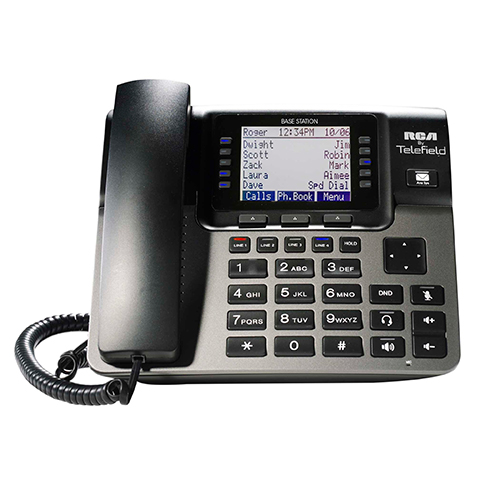 BASE STATION
Roger 12:34PM 10/06
Dwight Jim
Scott Robin
Zack Mark
Laura Aimee
Dave Spd Dial
Calls Ph.Book Menu
RCA
By
Telefield
LINE 1 LINE 2 LINE 3 LINE 4 HOLD
1 2 ABC 3 DEF
4 GHI 5 JKL 6 MNO DND
7 PQRS 8 TUV 9 WXYZ
* 0 #